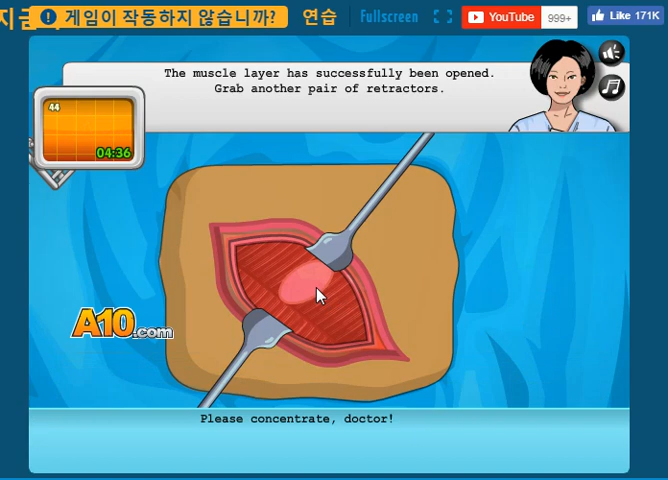 게임이 작동하지 않습니까?
연습
Fullscreen
YouTube
999+
Like 171K
The muscle layer has successfully been opened.
Grab another pair of retractors.
44
04:36
A10.com
Please concentrate, doctor!